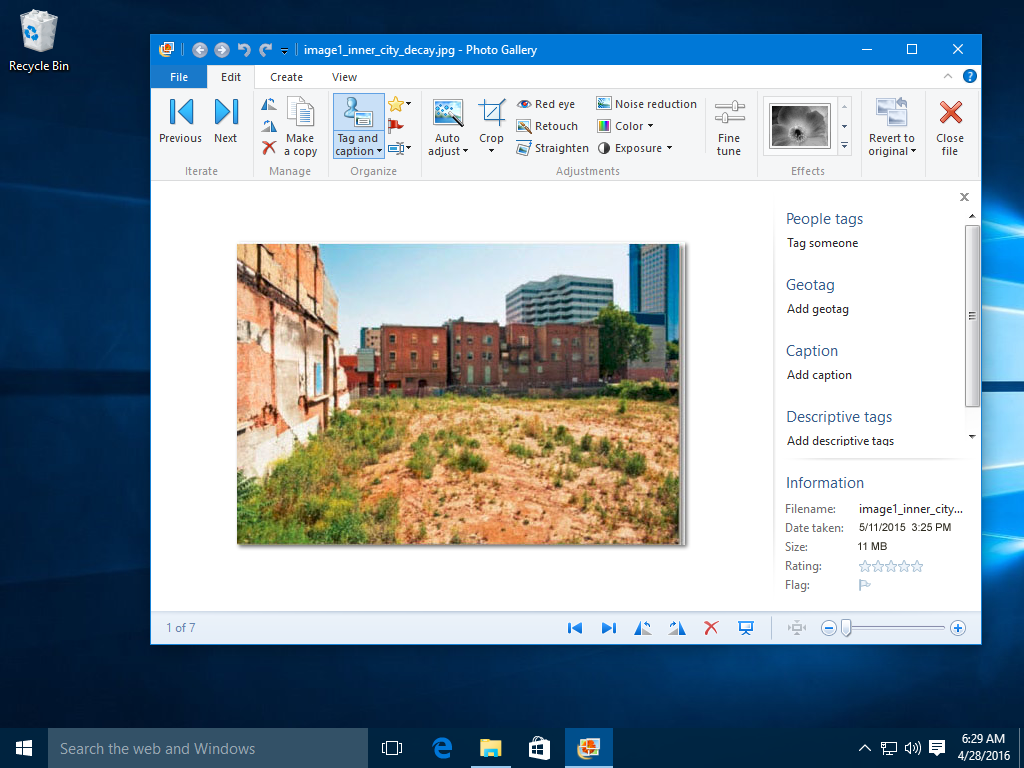 Recycle Bin
image1_inner_city_decay.jpg - Photo Gallery
File Edit Create View
Previous
Next
Iterate
Make
a copy
Manage
Tag and
caption
Organize
Auto
adjust
Crop
Red eye
Retouch
Straighten
Noise reduction
Color
Exposure
Adjustments
Fine
tune
Effects
Revert to
original
Close
file
People tags
Tag someone
Geotag
Add geotag
Caption
Add caption
Descriptive tags
Add descriptive tags
Information
Filename: image1_inner_city...
Date taken: 5/11/2015 3:25 PM
Size: 11 MB
Rating:
Flag:
1 of 7
Search the web and Windows
6:29 AM
4/28/2016